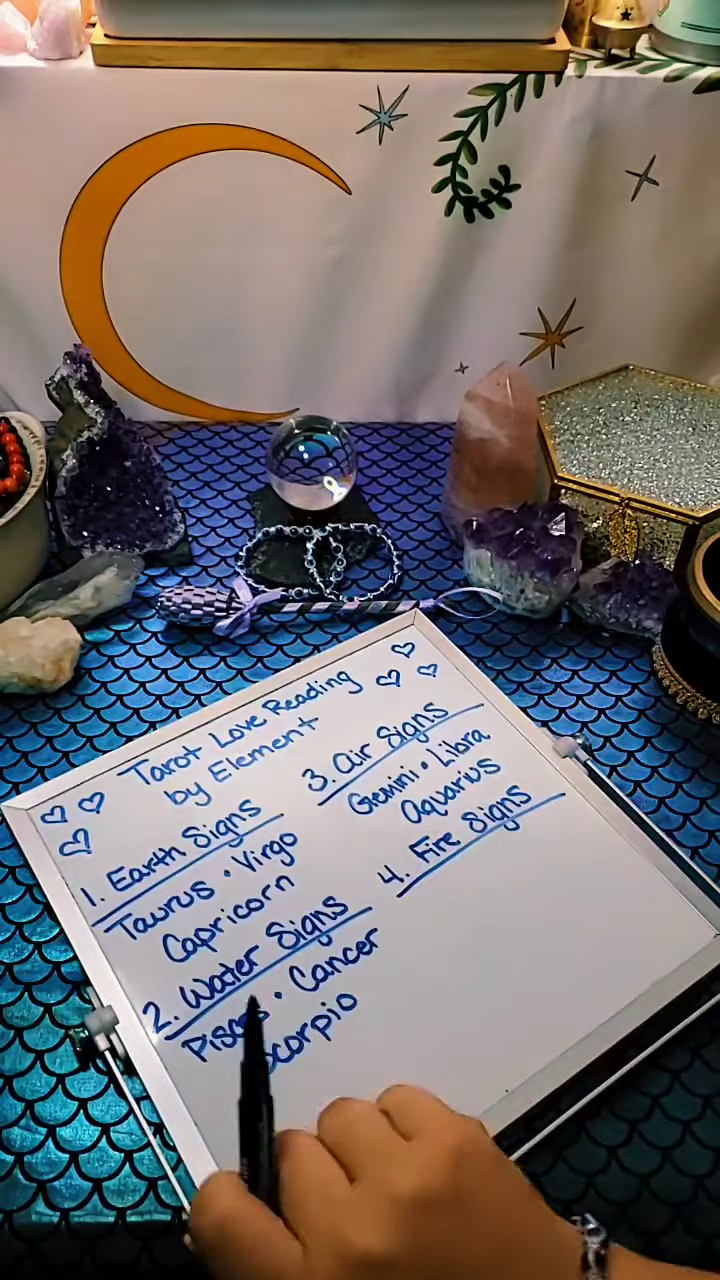 Tarot Love Reading
by Element
1. Earth Signs
Taurus • Virgo
Capricorn
2. Water Signs
Pisces • Cancer
Scorpio
3. Air Signs
Gemini • Libra
Aquarius
4. Fire Signs